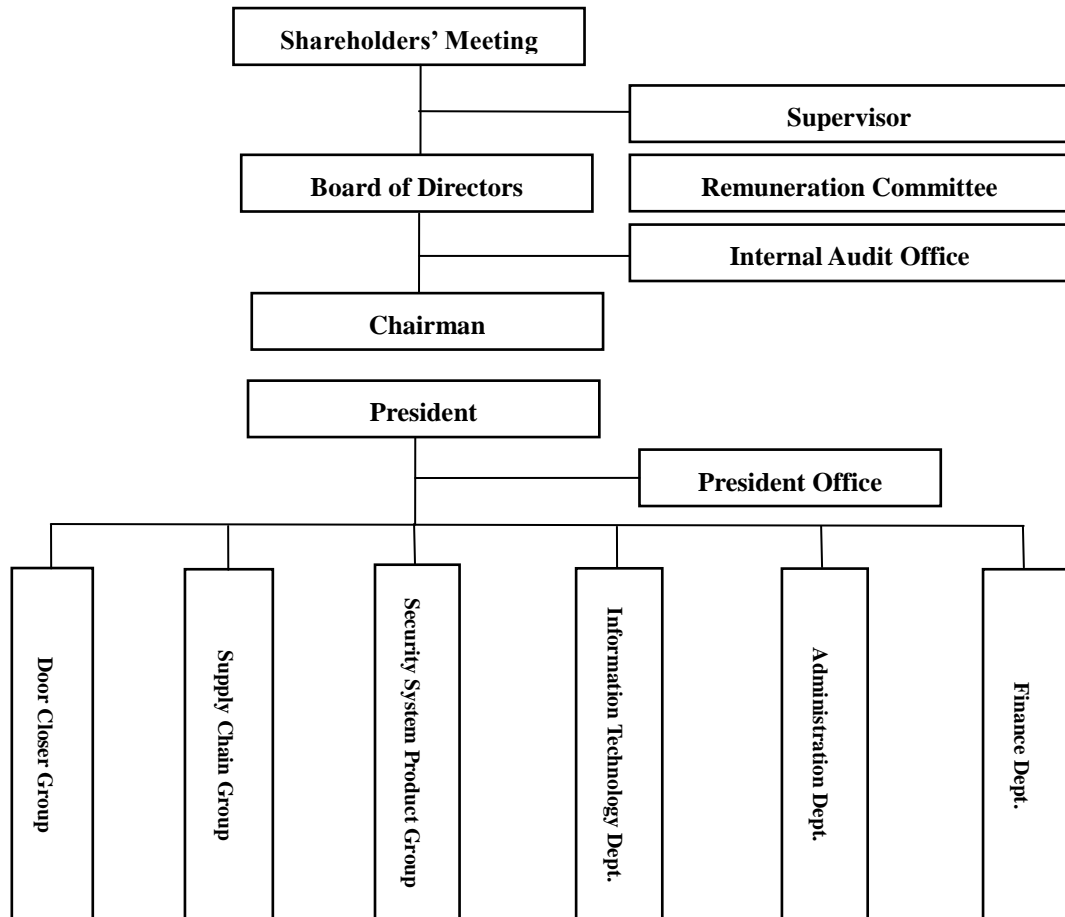 Shareholders’ Meeting
Supervisor
Board of Directors
Remuneration Committee
Internal Audit Office
Chairman
President
President Office
Door Closer Group
Supply Chain Group
Security System Product Group
Information Technology Dept.
Administration Dept.
Finance Dept.